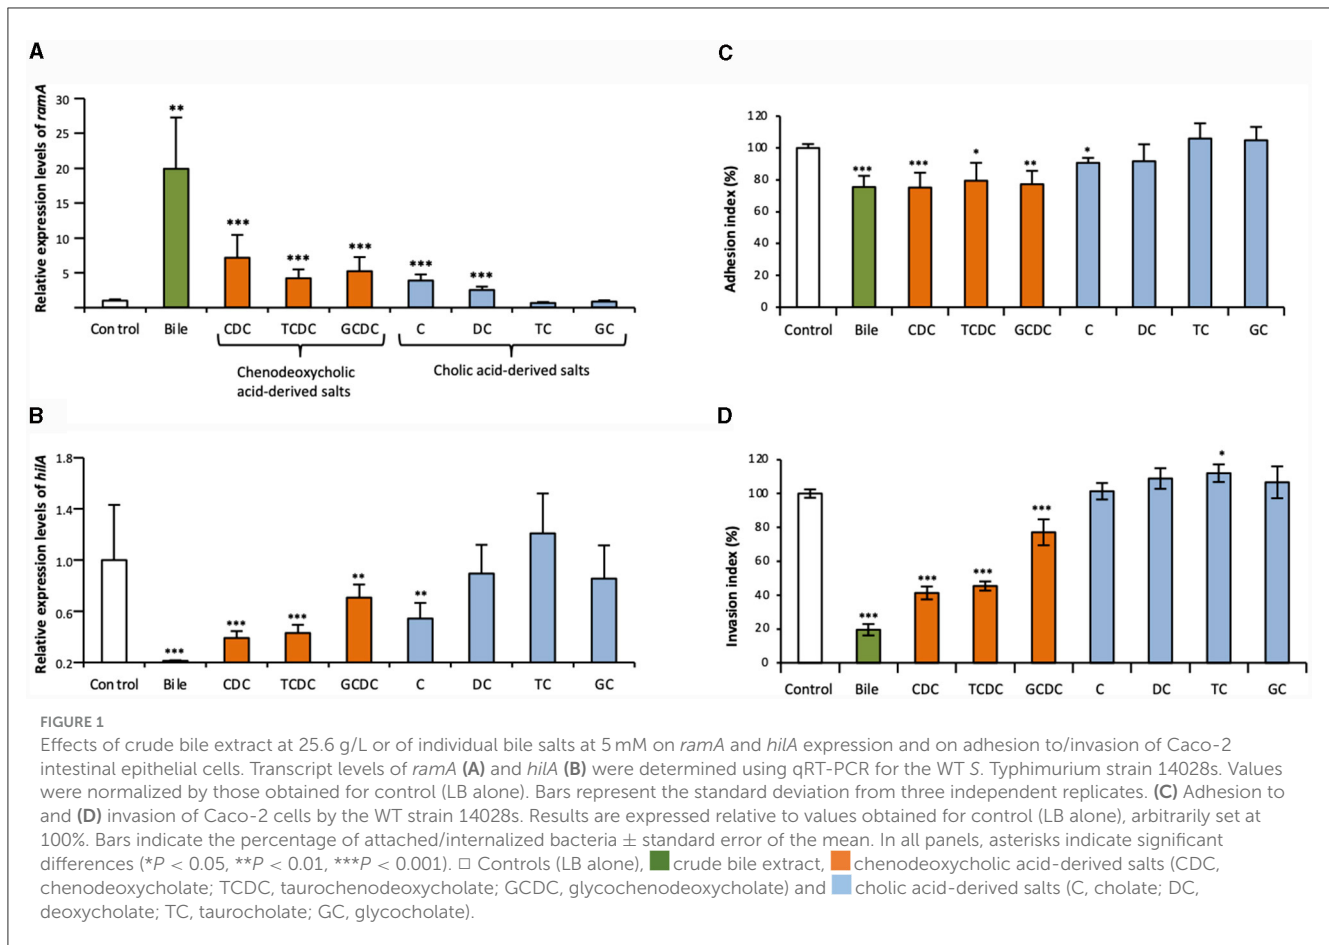 A
Relative expression levels of ramA
30
25
20
15
10
5
**
***
***
***
***
***
Control Bile CDC TCDC GCDC C DC TC GC
Chenodeoxycholic
acid-derived salts
Cholic acid-derived salts
B
Relative expression levels of hilA
1.8
1.4
1.0
0.6
0.2
***
***
***
**
**
Control Bile CDC TCDC GCDC C DC TC GC
C
Adhesion index (%)
120
100
80
60
40
20
0
***
***
*
**
*
Control Bile CDC TCDC GCDC C DC TC GC
D
Invasion index (%)
120
100
80
60
40
20
0
***
***
***
***
*
Control Bile CDC TCDC GCDC C DC TC GC
FIGURE 1
Effects of crude bile extract at 25.6 g/L or of individual bile salts at 5 mM on ramA and hilA expression and on adhesion to/invasion of Caco-2
intestinal epithelial cells. Transcript levels of ramA (A) and hilA (B) were determined using qRT-PCR for the WT S. Typhimurium strain 14028s. Values
were normalized by those obtained for control (LB alone). Bars represent the standard deviation from three independent replicates. (C) Adhesion to
and (D) invasion of Caco-2 cells by the WT strain 14028s. Results are expressed relative to values obtained for control (LB alone), arbitrarily set at
100%. Bars indicate the percentage of attached/internalized bacteria ± standard error of the mean. In all panels, asterisks indicate significant
differences (*P < 0.05, **P < 0.01, ***P < 0.001). □ Controls (LB alone), crude bile extract, chenodeoxycholic acid-derived salts (CDC,
chenodeoxycholate; TCDC, taurochenodeoxycholate; GCDC, glycochenodeoxycholate) and cholic acid-derived salts (C, cholate; DC,
deoxycholate; TC, taurocholate; GC, glycocholate).